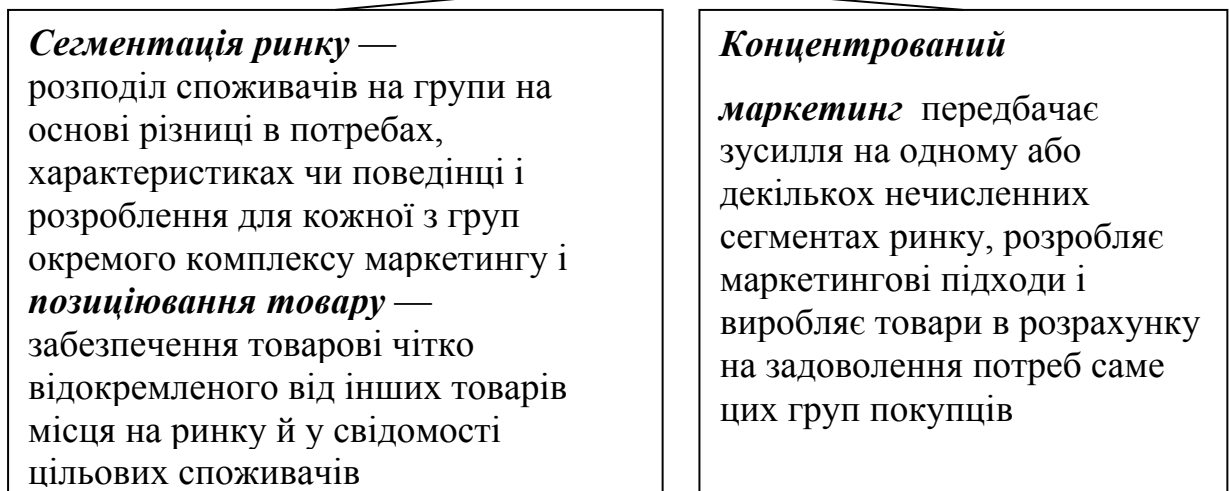 Сегментація ринку —
розподіл споживачів на групи на
основі різниці в потребах,
характеристиках чи поведінці і
розроблення для кожної з груп
окремого комплексу маркетингу і
позиціювання товару —
забезпечення товарові чітко
відокремленого від інших товарів
місця на ринку й у свідомості
цільових споживачів
Концентрований
маркетинг передбачає
зусилля на одному або
декількох нечисленних
сегментах ринку, розробляє
маркетингові підходи і
виробляє товари в розрахунку
на задоволення потреб саме
цих груп покупців